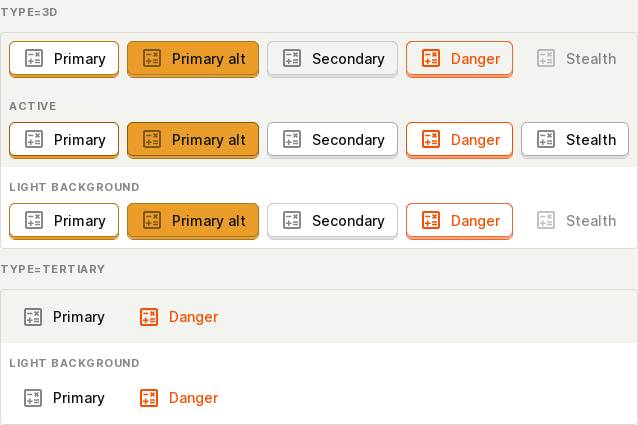 TYPE=3D
Primary Primary alt Secondary Danger Stealth
ACTIVE
Primary Primary alt Secondary Danger Stealth
LIGHT BACKGROUND
Primary Primary alt Secondary Danger Stealth
TYPE=TERTIARY
Primary Danger
LIGHT BACKGROUND
Primary Danger